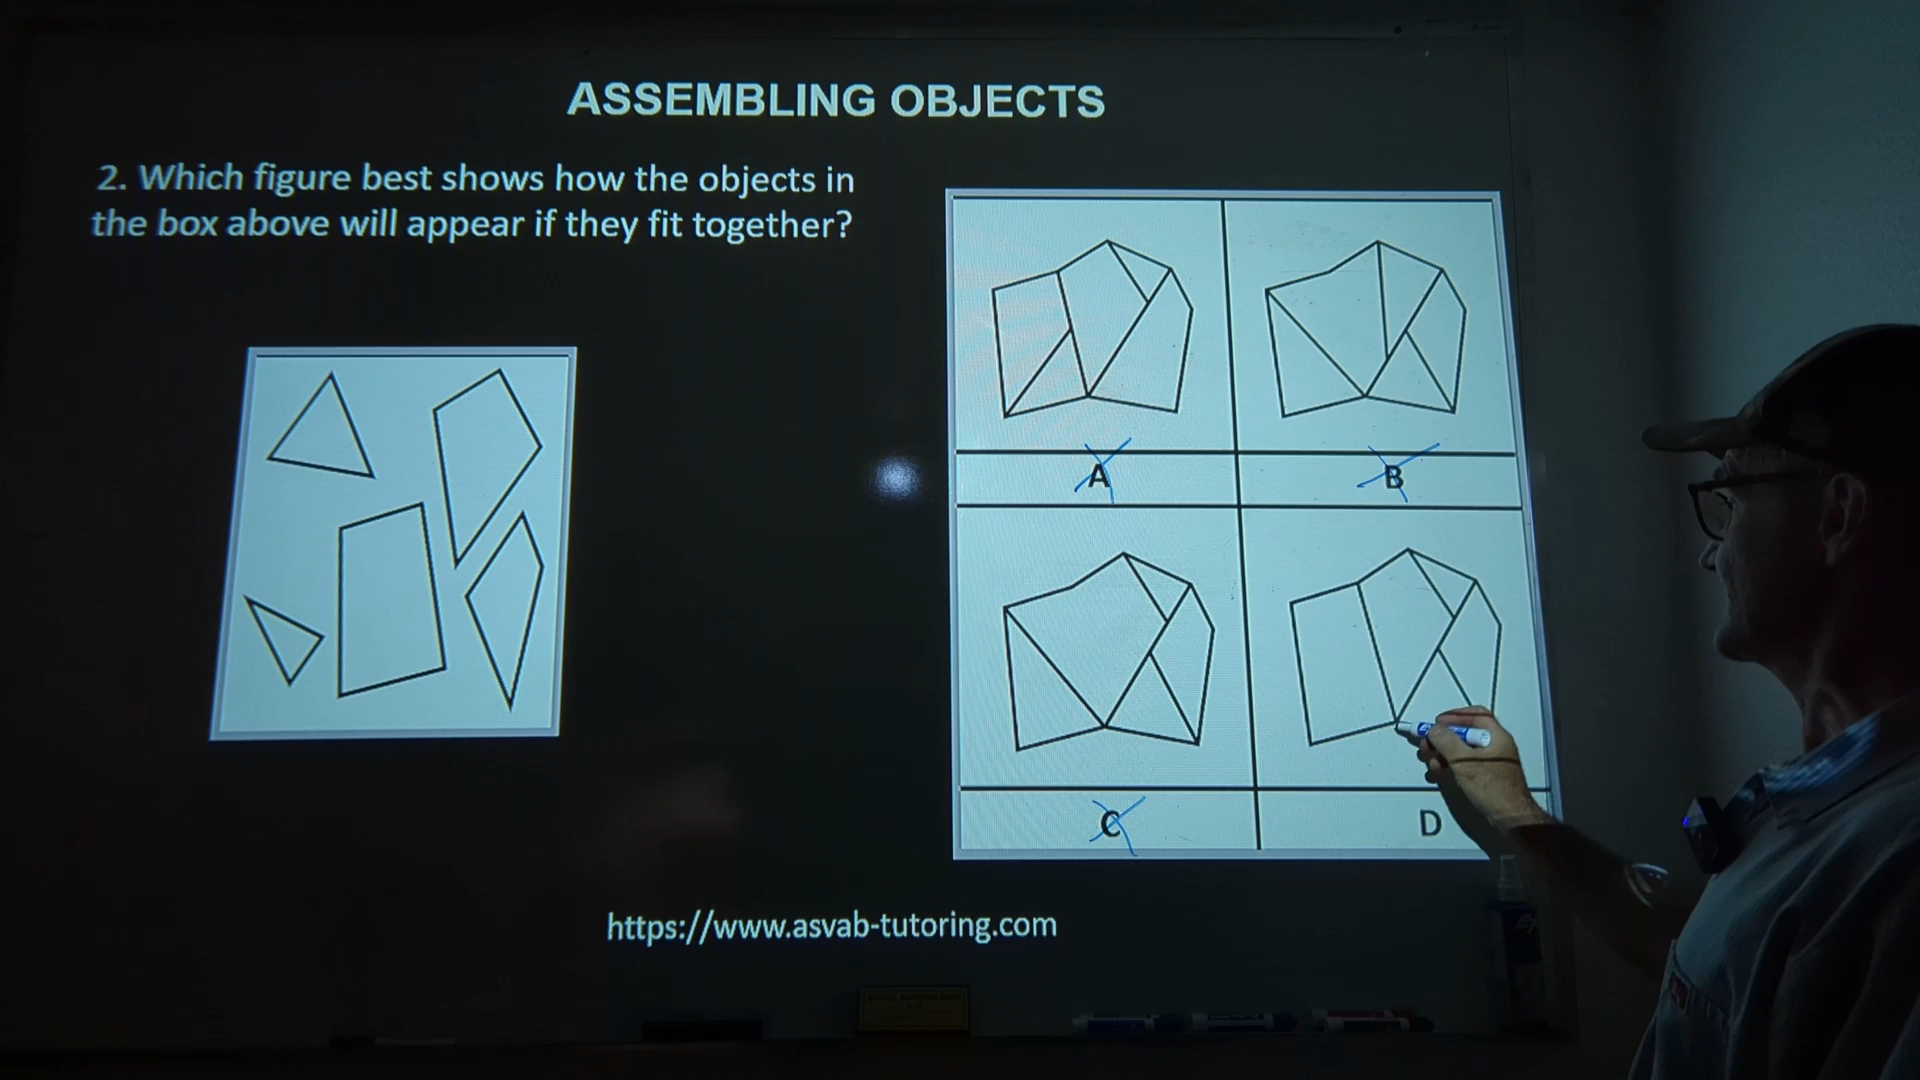 ASSEMBLING OBJECTS
2. Which figure best shows how the objects in
the box above will appear if they fit together?
A
B
C
D
https://www.asvab-tutoring.com